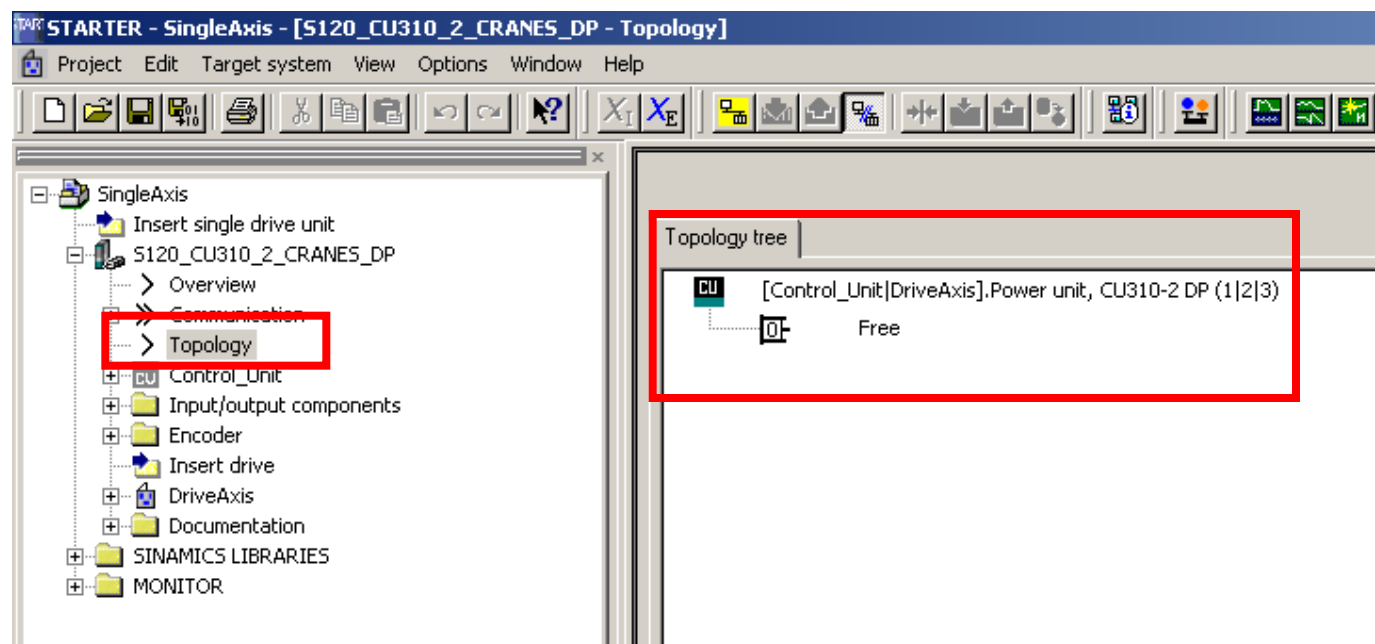 STARTER - SingleAxis - [S120_CU310_2_CRANES_DP - Topology]
Project Edit Target system View Options Window Help
SingleAxis
Insert single drive unit
S120_CU310_2_CRANES_DP
Overview
Communication
Topology
Control_Unit
Input/output components
Encoder
Insert drive
DriveAxis
Documentation
SINAMICS LIBRARIES
MONITOR
Topology tree
CU [Control_Unit|DriveAxis].Power unit, CU310-2 DP (1|2|3)
0 Free